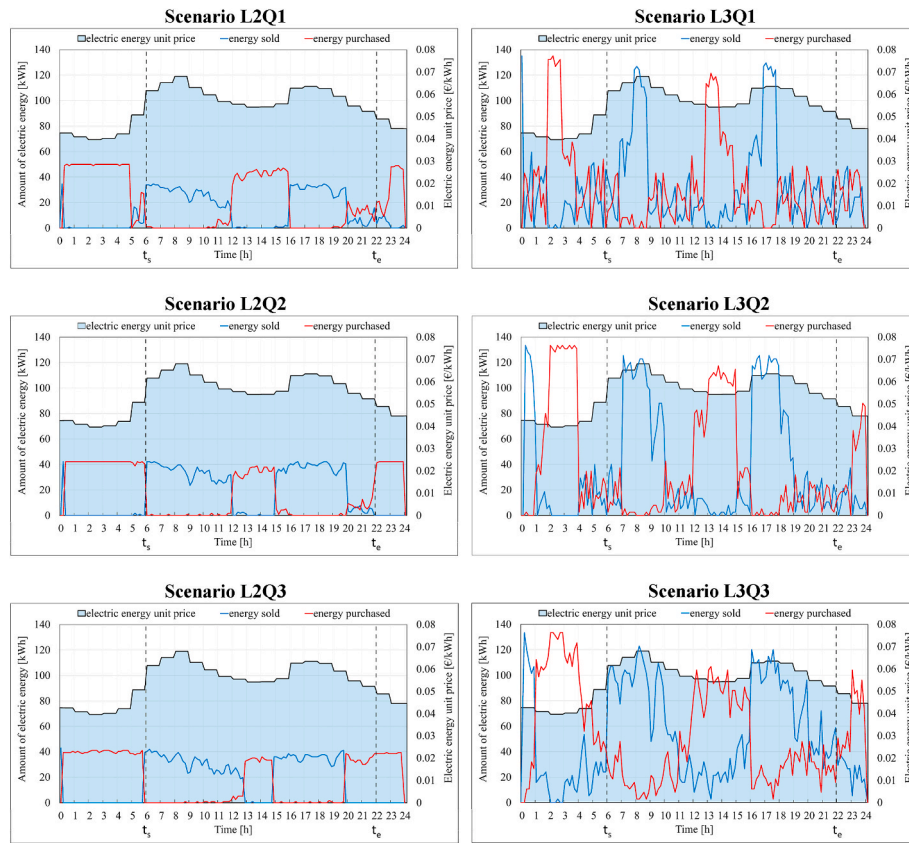 Scenario L2Q1
electric energy unit price energy sold energy purchased
Amount of electric energy [kWh]
140
120
100
80
60
40
20
0
0.08
0.07
0.06
0.05
0.04
0.03
0.02
0.01
0
Electric energy unit price [€/kWh]
0 1 2 3 4 5 6 7 8 9 10 11 12 13 14 15 16 17 18 19 20 21 22 23 24
ts Time [h] te
Scenario L3Q1
electric energy unit price energy sold energy purchased
Amount of electric energy [kWh]
140
120
100
80
60
40
20
0
0.08
0.07
0.06
0.05
0.04
0.03
0.02
0.01
0
Electric energy unit price [€/kWh]
0 1 2 3 4 5 6 7 8 9 10 11 12 13 14 15 16 17 18 19 20 21 22 23 24
ts Time [h] te
Scenario L2Q2
electric energy unit price energy sold energy purchased
Amount of electric energy [kWh]
140
120
100
80
60
40
20
0
0.08
0.07
0.06
0.05
0.04
0.03
0.02
0.01
0
Electric energy unit price [€/kWh]
0 1 2 3 4 5 6 7 8 9 10 11 12 13 14 15 16 17 18 19 20 21 22 23 24
ts Time [h] te
Scenario L3Q2
electric energy unit price energy sold energy purchased
Amount of electric energy [kWh]
140
120
100
80
60
40
20
0
0.08
0.07
0.06
0.05
0.04
0.03
0.02
0.01
0
Electric energy unit price [€/kWh]
0 1 2 3 4 5 6 7 8 9 10 11 12 13 14 15 16 17 18 19 20 21 22 23 24
ts Time [h] te
Scenario L2Q3
electric energy unit price energy sold energy purchased
Amount of electric energy [kWh]
140
120
100
80
60
40
20
0
0.08
0.07
0.06
0.05
0.04
0.03
0.02
0.01
0
Electric energy unit price [€/kWh]
0 1 2 3 4 5 6 7 8 9 10 11 12 13 14 15 16 17 18 19 20 21 22 23 24
ts Time [h] te
Scenario L3Q3
electric energy unit price energy sold energy purchased
Amount of electric energy [kWh]
140
120
100
80
60
40
20
0
0.08
0.07
0.06
0.05
0.04
0.03
0.02
0.01
0
Electric energy unit price [€/kWh]
0 1 2 3 4 5 6 7 8 9 10 11 12 13 14 15 16 17 18 19 20 21 22 23 24
ts Time [h] te